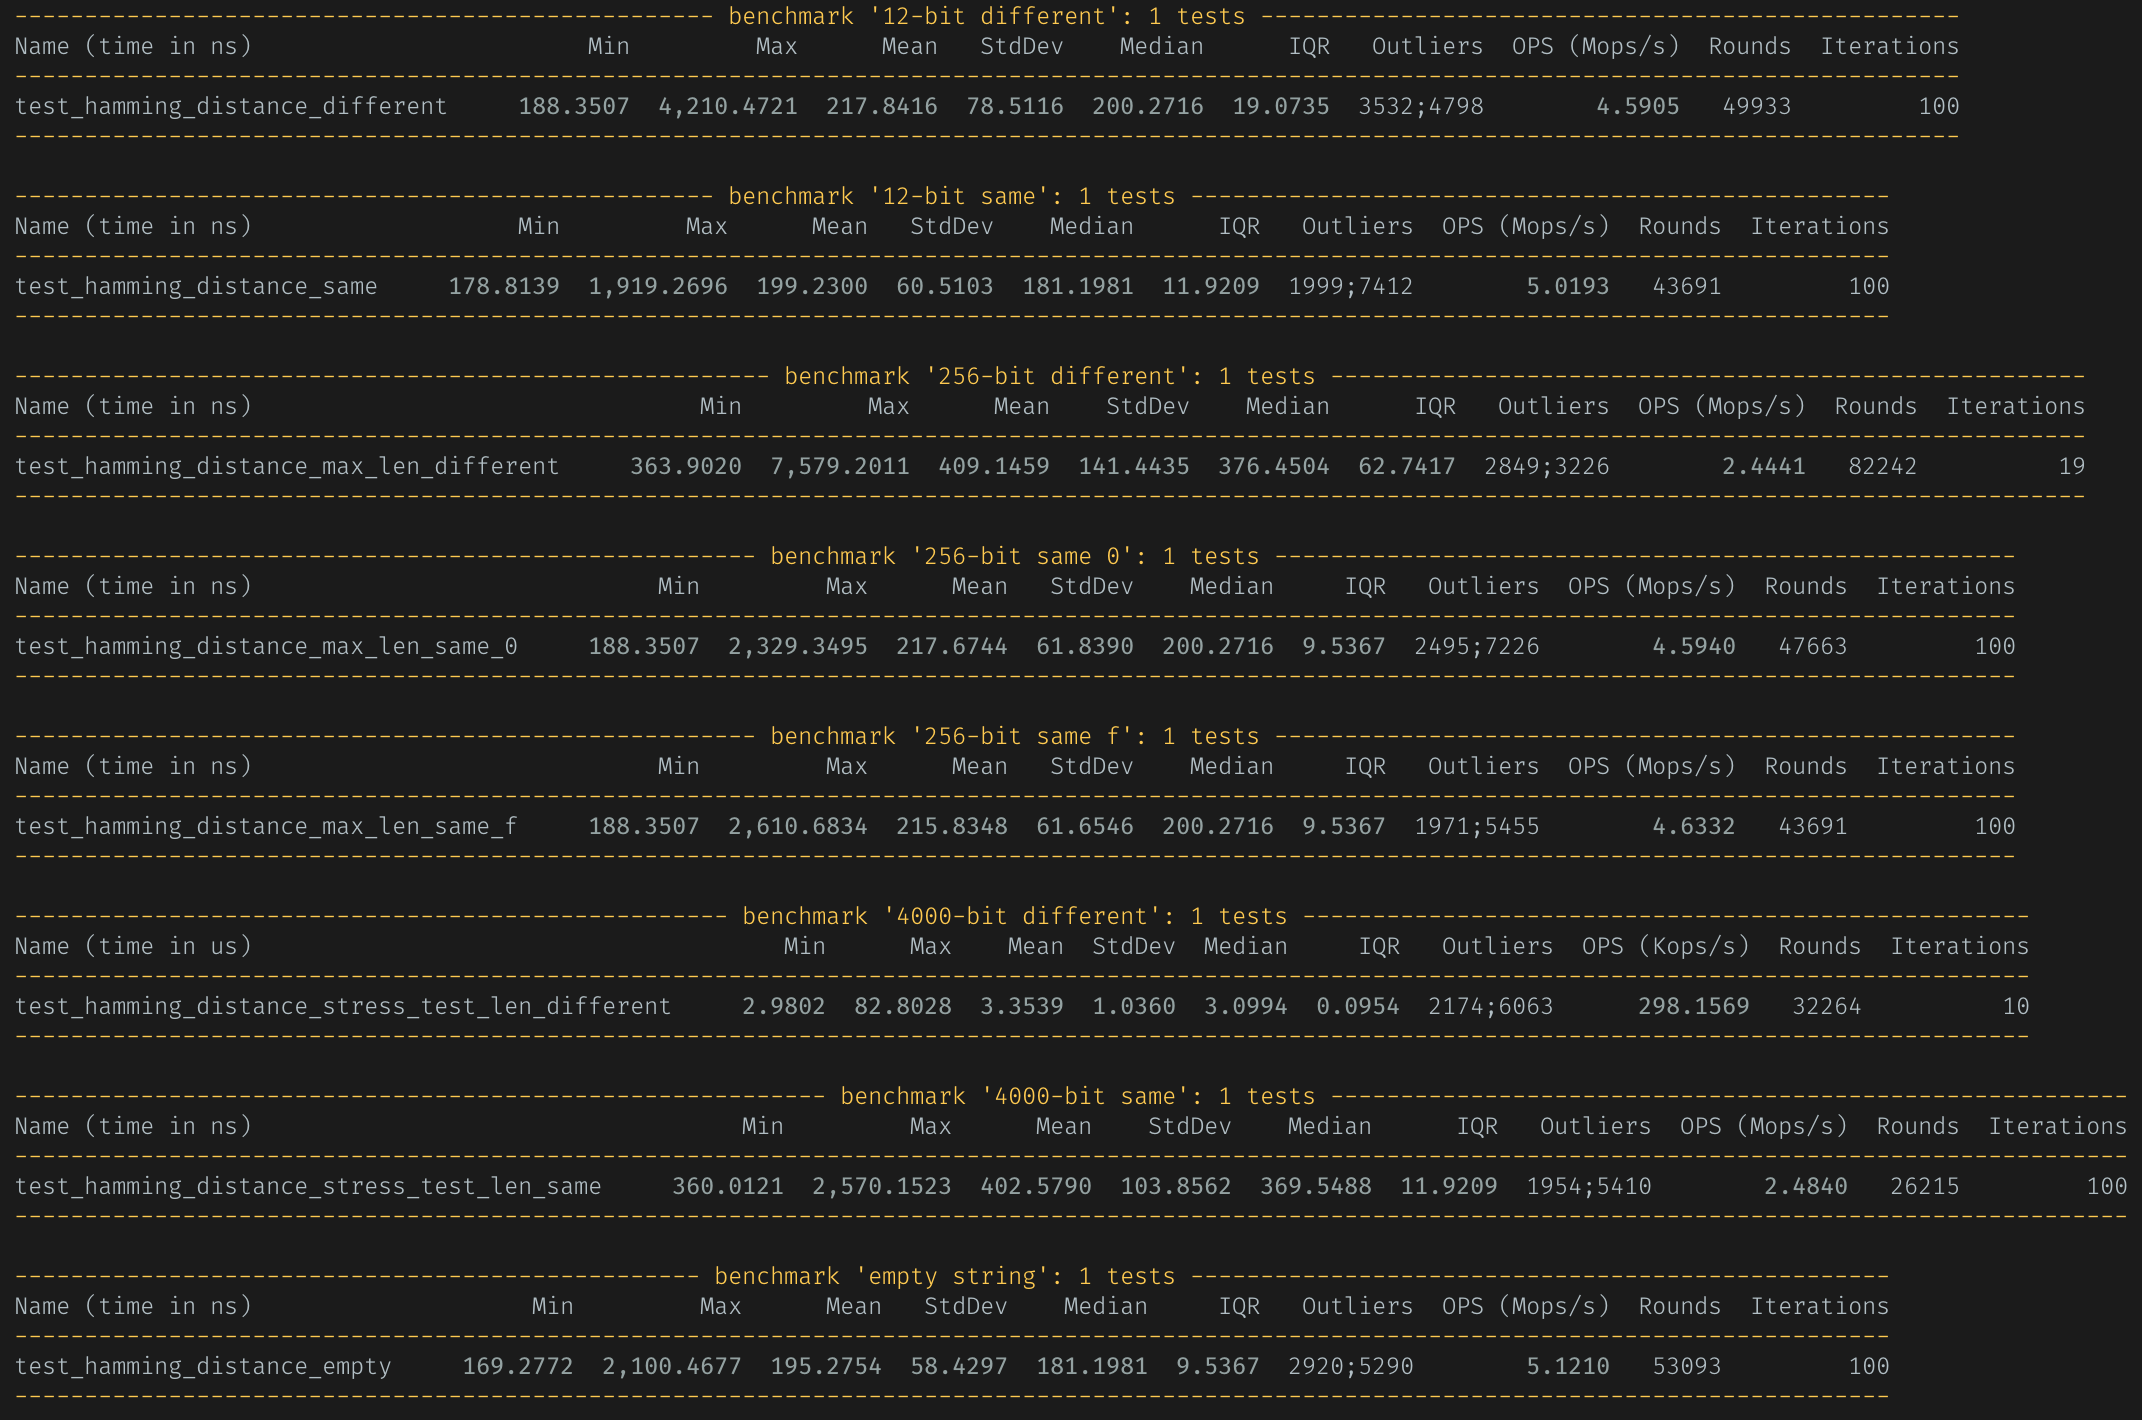 -------------------------------------------------- benchmark '12-bit different': 1 tests --------------------------------------------------
Name (time in ns) Min Max Mean StdDev Median IQR Outliers OPS (Mops/s) Rounds Iterations
test_hamming_distance_different 188.3507 4,210.4721 217.8416 78.5116 200.2716 19.0735 3532;4798 4.5905 49933 100
-------------------------------------------------- benchmark '12-bit same': 1 tests --------------------------------------------------
Name (time in ns) Min Max Mean StdDev Median IQR Outliers OPS (Mops/s) Rounds Iterations
test_hamming_distance_same 178.8139 1,919.2696 199.2300 60.5103 181.1981 11.9209 1999;7412 5.0193 43691 100
------------------------------------------------------ benchmark '256-bit different': 1 tests ------------------------------------------------------
Name (time in ns) Min Max Mean StdDev Median IQR Outliers OPS (Mops/s) Rounds Iterations
test_hamming_distance_max_len_different 363.9020 7,579.2011 409.1459 141.4435 376.4504 62.7417 2849;3226 2.4441 82242 19
----------------------------------------------------- benchmark '256-bit same 0': 1 tests -----------------------------------------------------
Name (time in ns) Min Max Mean StdDev Median IQR Outliers OPS (Mops/s) Rounds Iterations
test_hamming_distance_max_len_same_0 188.3507 2,329.3495 217.6744 61.8390 200.2716 9.5367 2495;7226 4.5940 47663 100
----------------------------------------------------- benchmark '256-bit same f': 1 tests -----------------------------------------------------
Name (time in ns) Min Max Mean StdDev Median IQR Outliers OPS (Mops/s) Rounds Iterations
test_hamming_distance_max_len_same_f 188.3507 2,610.6834 215.8348 61.6546 200.2716 9.5367 1971;5455 4.6332 43691 100
--------------------------------------------------- benchmark '4000-bit different': 1 tests ----------------------------------------------------
Name (time in us) Min Max Mean StdDev Median IQR Outliers OPS (Kops/s) Rounds Iterations
test_hamming_distance_stress_test_len_different 2.9802 82.8028 3.3539 1.0360 3.0994 0.0954 2174;6063 298.1569 32264 10
---------------------------------------------------------- benchmark '4000-bit same': 1 tests ---------------------------------------------------------
Name (time in ns) Min Max Mean StdDev Median IQR Outliers OPS (Mops/s) Rounds Iterations
test_hamming_distance_stress_test_len_same 360.0121 2,570.1523 402.5790 103.8562 369.5488 11.9209 1954;5410 2.4840 26215 100
------------------------------------------------- benchmark 'empty string': 1 tests --------------------------------------------------
Name (time in ns) Min Max Mean StdDev Median IQR Outliers OPS (Mops/s) Rounds Iterations
test_hamming_distance_empty 169.2772 2,100.4677 195.2754 58.4297 181.1981 9.5367 2920;5290 5.1210 53093 100